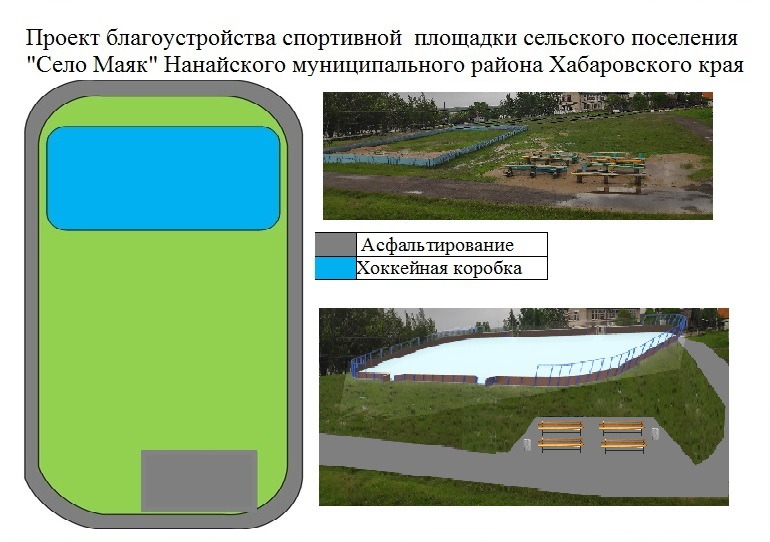 Проект благоустройства спортивной площадки сельского поселения
"Село Маяк" Нанайского муниципального района Хабаровского края
Асфальтирование
Хоккейная коробка